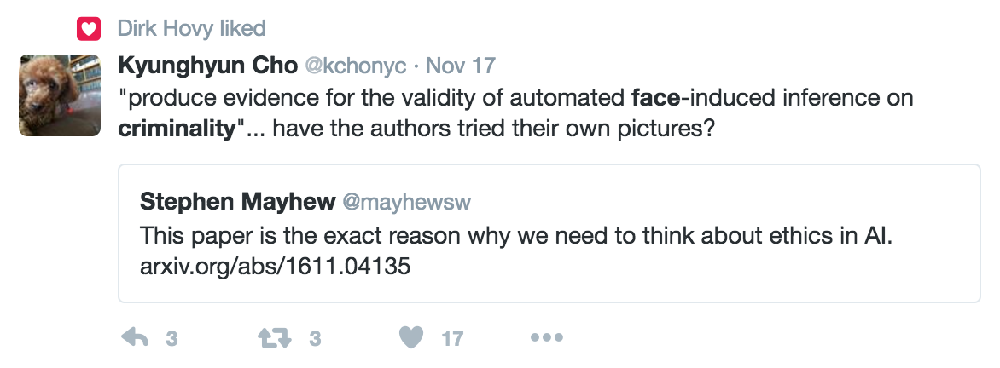 Dirk Hovy liked
Kyunghyun Cho @kchonyc · Nov 17
"produce evidence for the validity of automated face-induced inference on
criminality"... have the authors tried their own pictures?
Stephen Mayhew @mayhewsw
This paper is the exact reason why we need to think about ethics in AI.
arxiv.org/abs/1611.04135
3 3 17